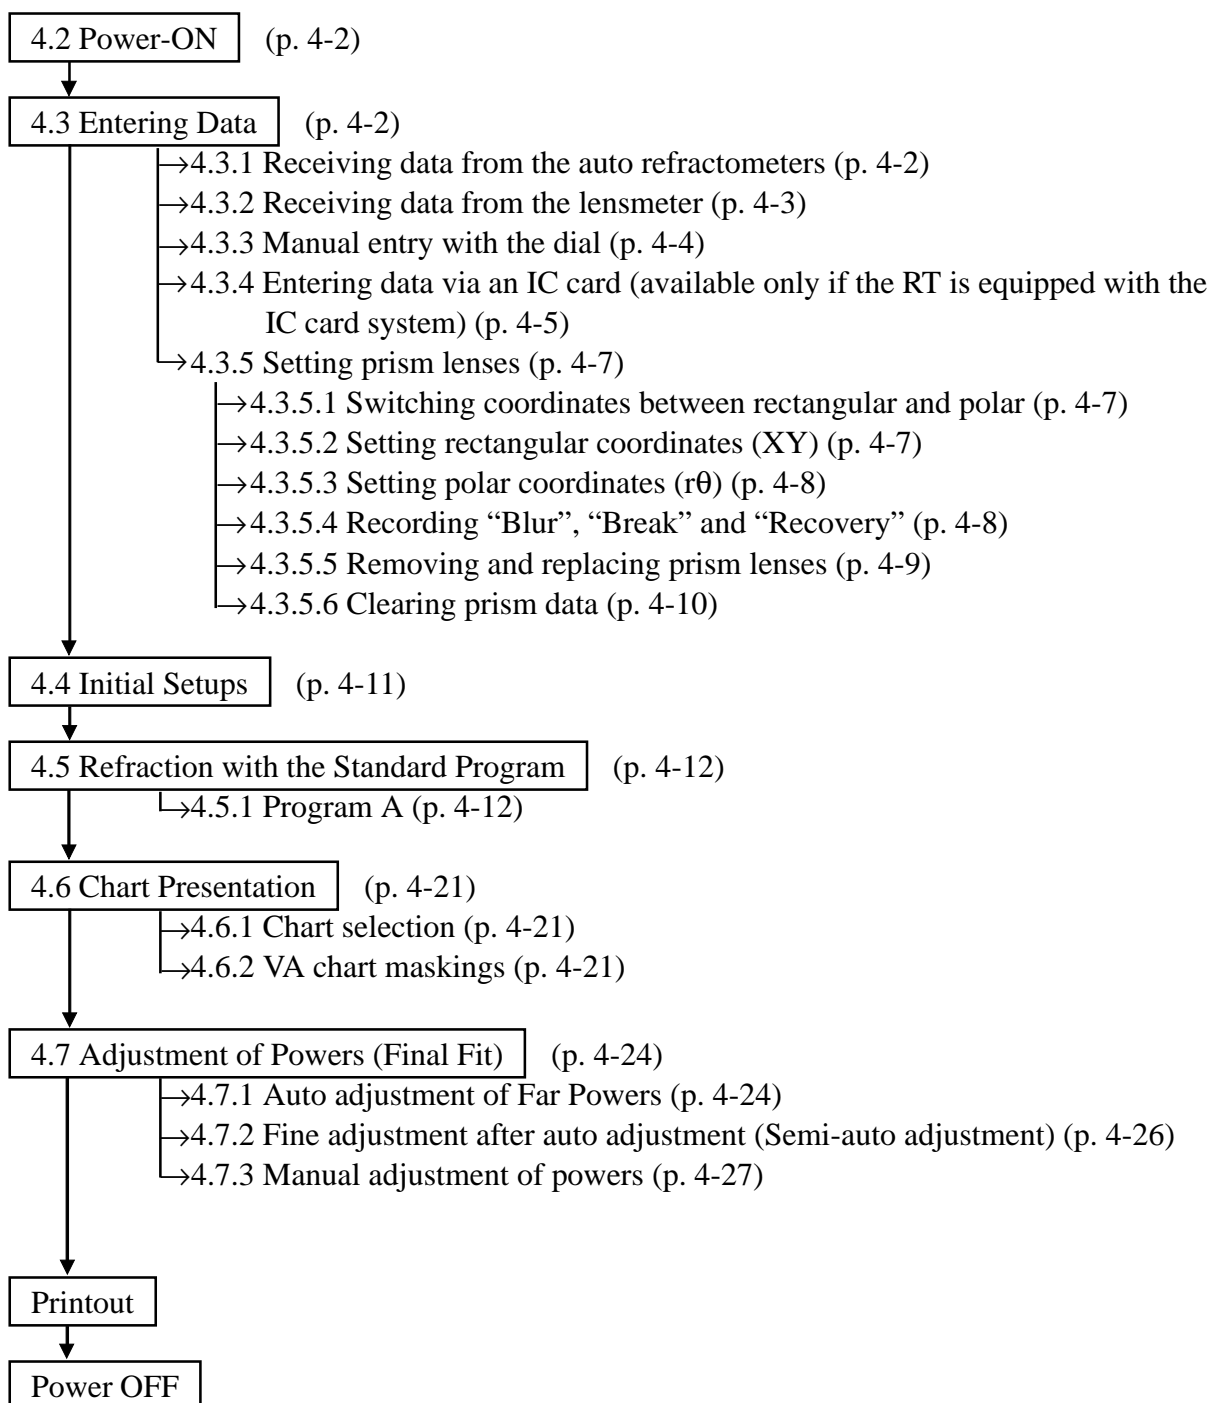 4.2 Power-ON (p. 4-2)
4.3 Entering Data (p. 4-2)
4.3.1 Receiving data from the auto refractometers (p. 4-2)
4.3.2 Receiving data from the lensmeter (p. 4-3)
4.3.3 Manual entry with the dial (p. 4-4)
4.3.4 Entering data via an IC card (available only if the RT is equipped with the
IC card system) (p. 4-5)
4.3.5 Setting prism lenses (p. 4-7)
4.3.5.1 Switching coordinates between rectangular and polar (p. 4-7)
4.3.5.2 Setting rectangular coordinates (XY) (p. 4-7)
4.3.5.3 Setting polar coordinates (rθ) (p. 4-8)
4.3.5.4 Recording “Blur”, “Break” and “Recovery” (p. 4-8)
4.3.5.5 Removing and replacing prism lenses (p. 4-9)
4.3.5.6 Clearing prism data (p. 4-10)
4.4 Initial Setups (p. 4-11)
4.5 Refraction with the Standard Program (p. 4-12)
4.5.1 Program A (p. 4-12)
4.6 Chart Presentation (p. 4-21)
4.6.1 Chart selection (p. 4-21)
4.6.2 VA chart maskings (p. 4-21)
4.7 Adjustment of Powers (Final Fit) (p. 4-24)
4.7.1 Auto adjustment of Far Powers (p. 4-24)
4.7.2 Fine adjustment after auto adjustment (Semi-auto adjustment) (p. 4-26)
4.7.3 Manual adjustment of powers (p. 4-27)
Printout
Power OFF